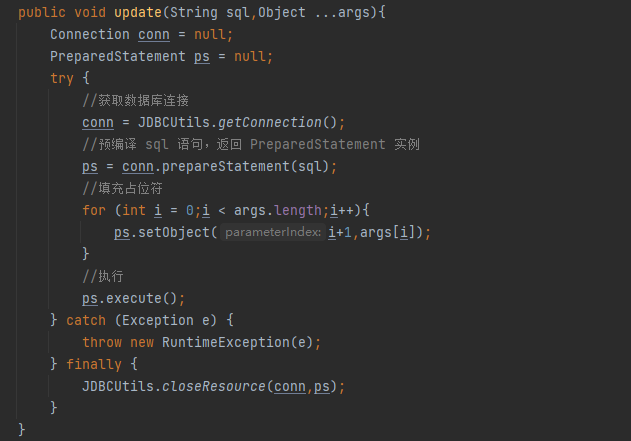 public void update(String sql,Object ...args){
    Connection conn = null;
    PreparedStatement ps = null;
    try {
        //获取数据库连接
        conn = JDBCUtils.getConnection();
        //预编译 sql 语句，返回 PreparedStatement 实例
        ps = conn.prepareStatement(sql);
        //填充占位符
        for (int i = 0;i < args.length;i++){
            ps.setObject( parameterIndex: i+1,args[i]);
        }
        //执行
        ps.execute();
    } catch (Exception e) {
        throw new RuntimeException(e);
    } finally {
        JDBCUtils.closeResource(conn,ps);
    }
}